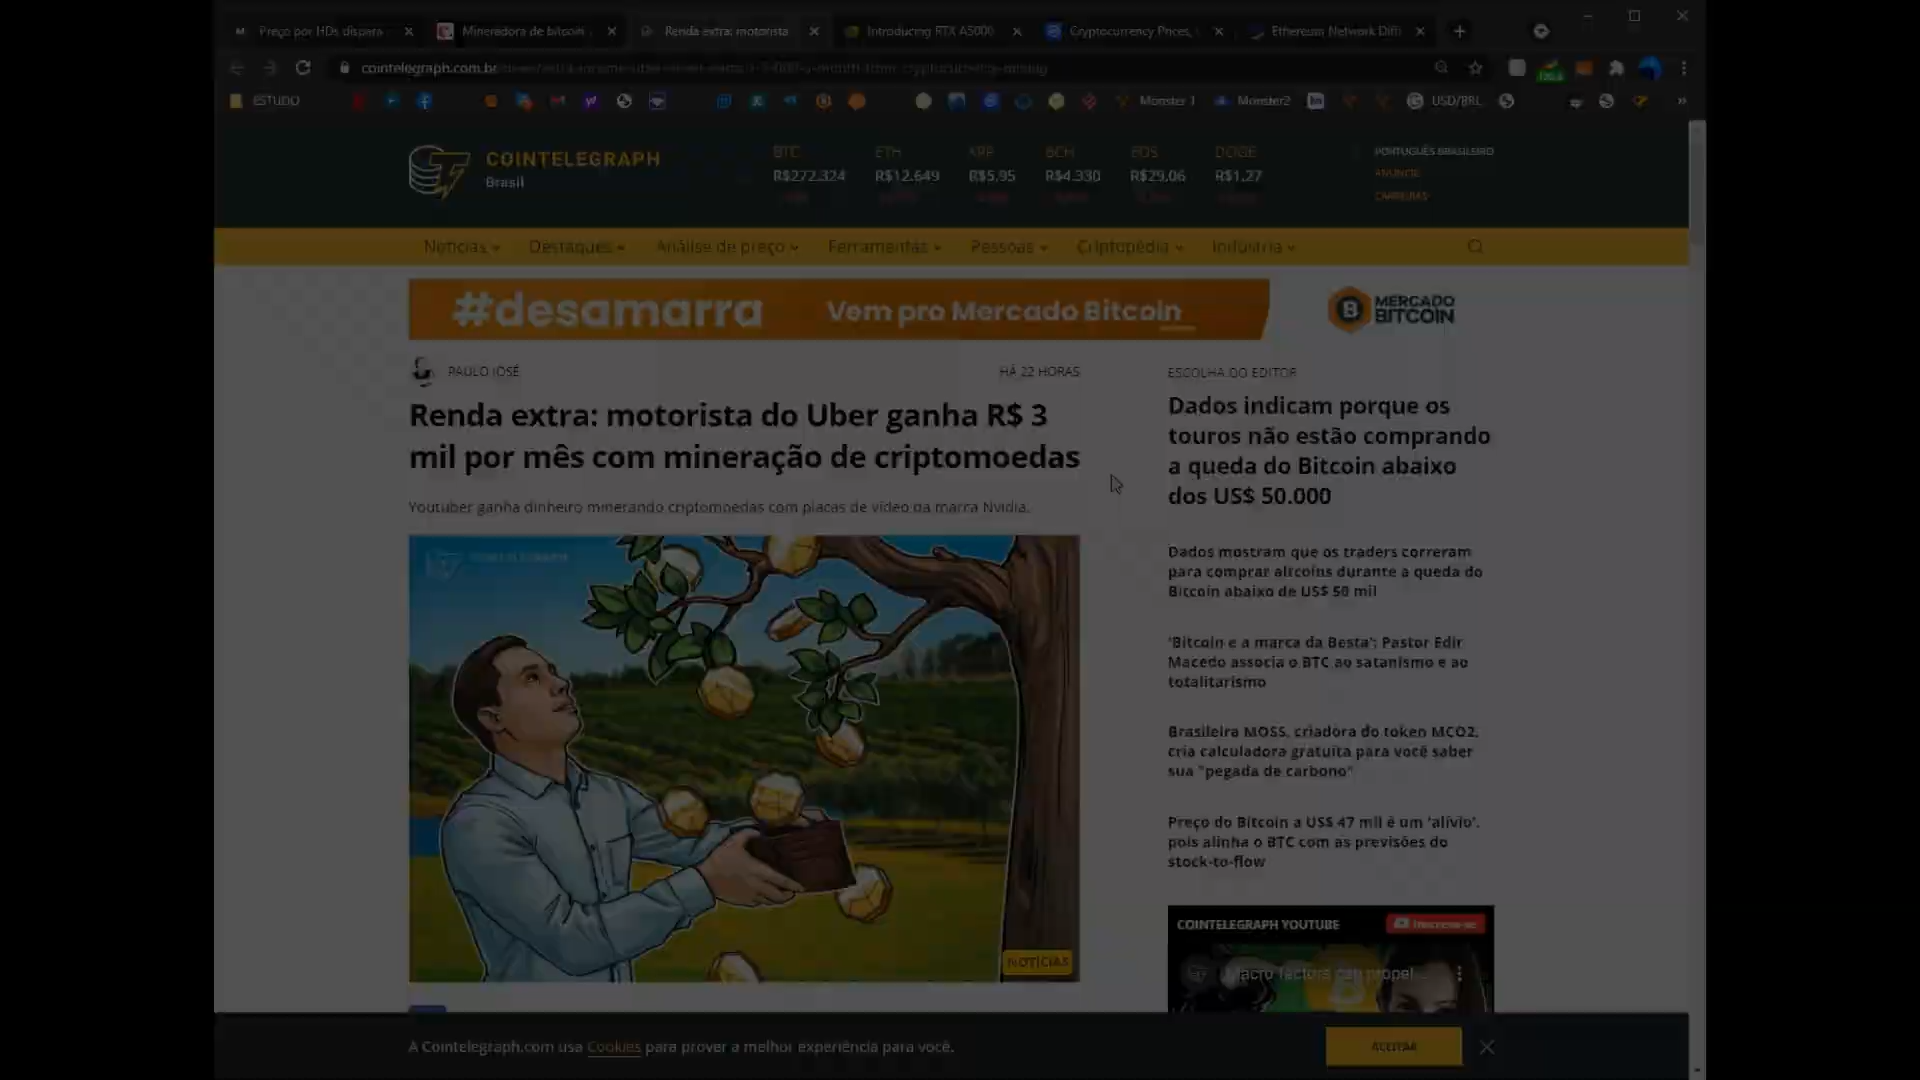 Preço por HDs dispara
Mineradora de bitcoin
Renda extra: motorista
Introducing RTX A5000
Cryptocurrency Prices,
Ethereum Network Diffi
cointelegraph.com.br
ESTUDO
Monster 1
Monster2
USD/BRL
COINTELEGRAPH
Brasil
BTC ETH XRP BCH EOS DOGE
R$272.324 R$12.649 R$5,95 R$4.330 R$29,06 R$1,27
PORTUGUÊS BRASILEIRO
ANUNCIE
CARREIRAS
Notícias Destaques Análise de preço Ferramentas Pessoas Criptopédia Indústria
#desamarra Vem pro Mercado Bitcoin
MERCADO
BITCOIN
PAULO JOSÉ
HÁ 22 HORAS
Renda extra: motorista do Uber ganha R$ 3
mil por mês com mineração de criptomoedas
Youtuber ganha dinheiro minerando criptomoedas com placas de vídeo da marca Nvidia.
NOTÍCIAS
ESCOLHA DO EDITOR
Dados indicam porque os
touros não estão comprando
a queda do Bitcoin abaixo
dos US$ 50.000
Dados mostram que os traders correram
para comprar altcoins durante a queda do
Bitcoin abaixo de US$ 50 mil
'Bitcoin e a marca da Besta': Pastor Edir
Macedo associa o BTC ao satanismo e ao
totalitarismo
Brasileira MOSS, criadora do token MCO2,
cria calculadora gratuita para você saber
sua "pegada de carbono"
Preço do Bitcoin a US$ 47 mil é um 'alívio',
pois alinha o BTC com as previsões do
stock-to-flow
COINTELEGRAPH YOUTUBE
Inscreva-se
Macro factors can propel...
A Cointelegraph.com usa Cookies para prover a melhor experiência para você.
ACEITAR